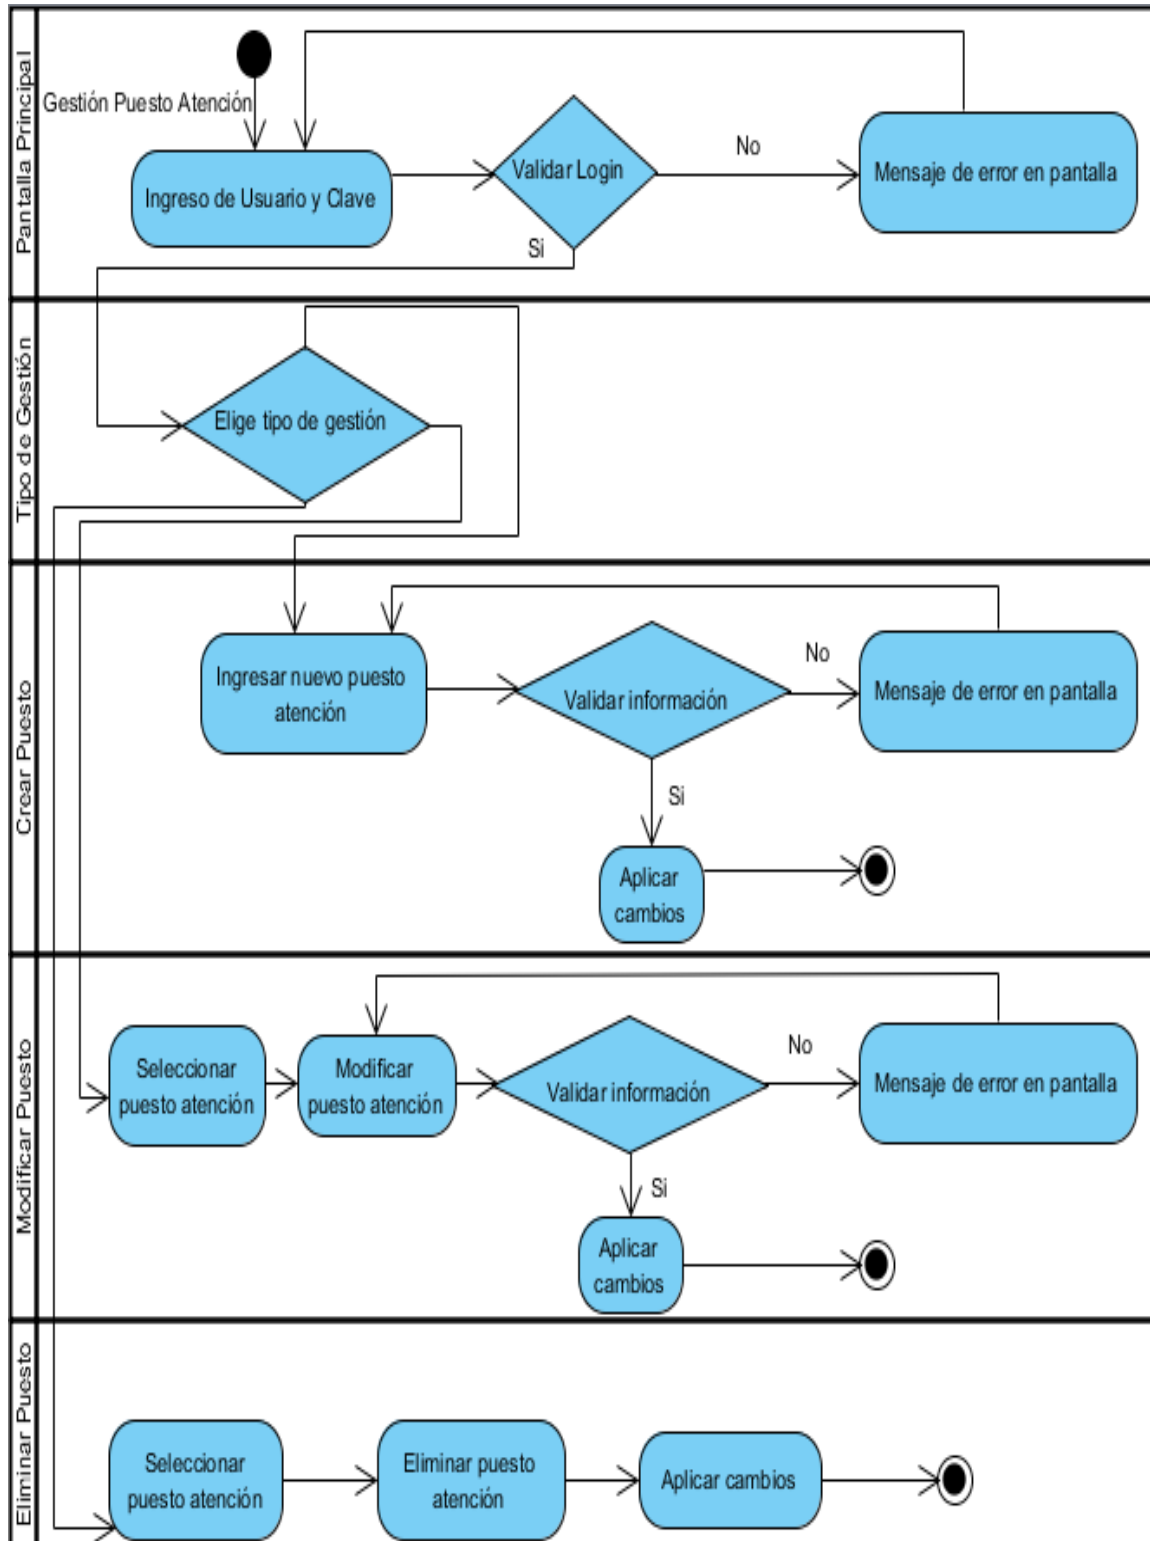 Pantalla Principal
Gestión Puesto Atención
Ingreso de Usuario y Clave
Validar Login
No
Mensaje de error en pantalla
Si
Tipo de Gestión
Elige tipo de gestión
Crear Puesto
Ingresar nuevo puesto
atención
Validar información
No
Mensaje de error en pantalla
Si
Aplicar
cambios
Modificar Puesto
Seleccionar
puesto atención
Modificar
puesto atención
Validar información
No
Mensaje de error en pantalla
Si
Aplicar
cambios
Eliminar Puesto
Seleccionar
puesto atención
Eliminar puesto
atención
Aplicar cambios